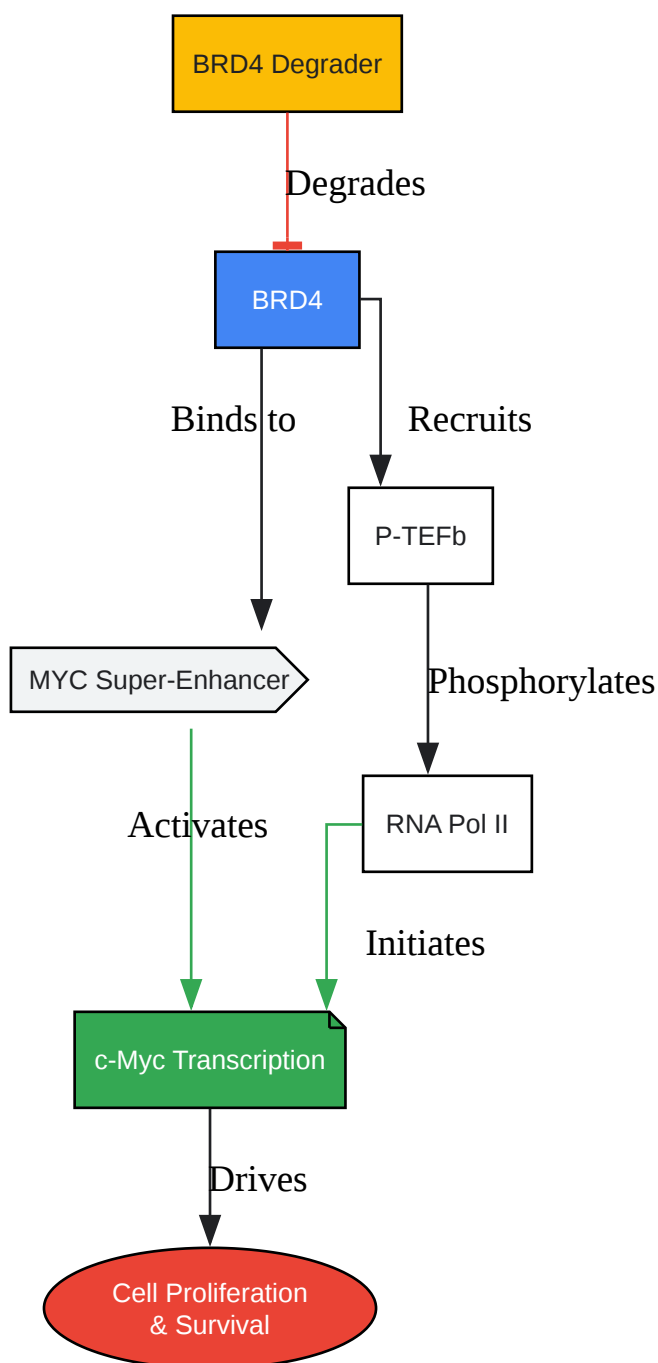 BRD4 Degrader
Degrades
BRD4
Binds to
Recruits
P-TEFb
MYC Super-Enhancer
Phosphorylates
Activates
RNA Pol II
Initiates
c-Myc Transcription
Drives
Cell Proliferation
& Survival